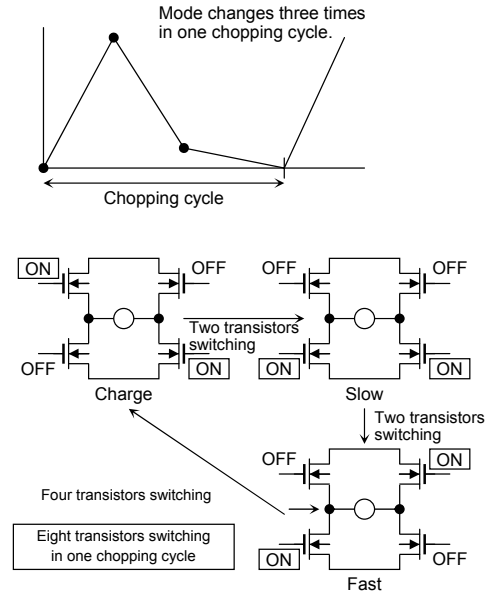 Mode changes three times
in one chopping cycle.
Chopping cycle
ON
OFF
OFF
ON
Charge
Two transistors
switching
OFF
OFF
ON
ON
Slow
Two transistors
switching
OFF
ON
ON
OFF
Fast
Four transistors switching
Eight transistors switching
in one chopping cycle